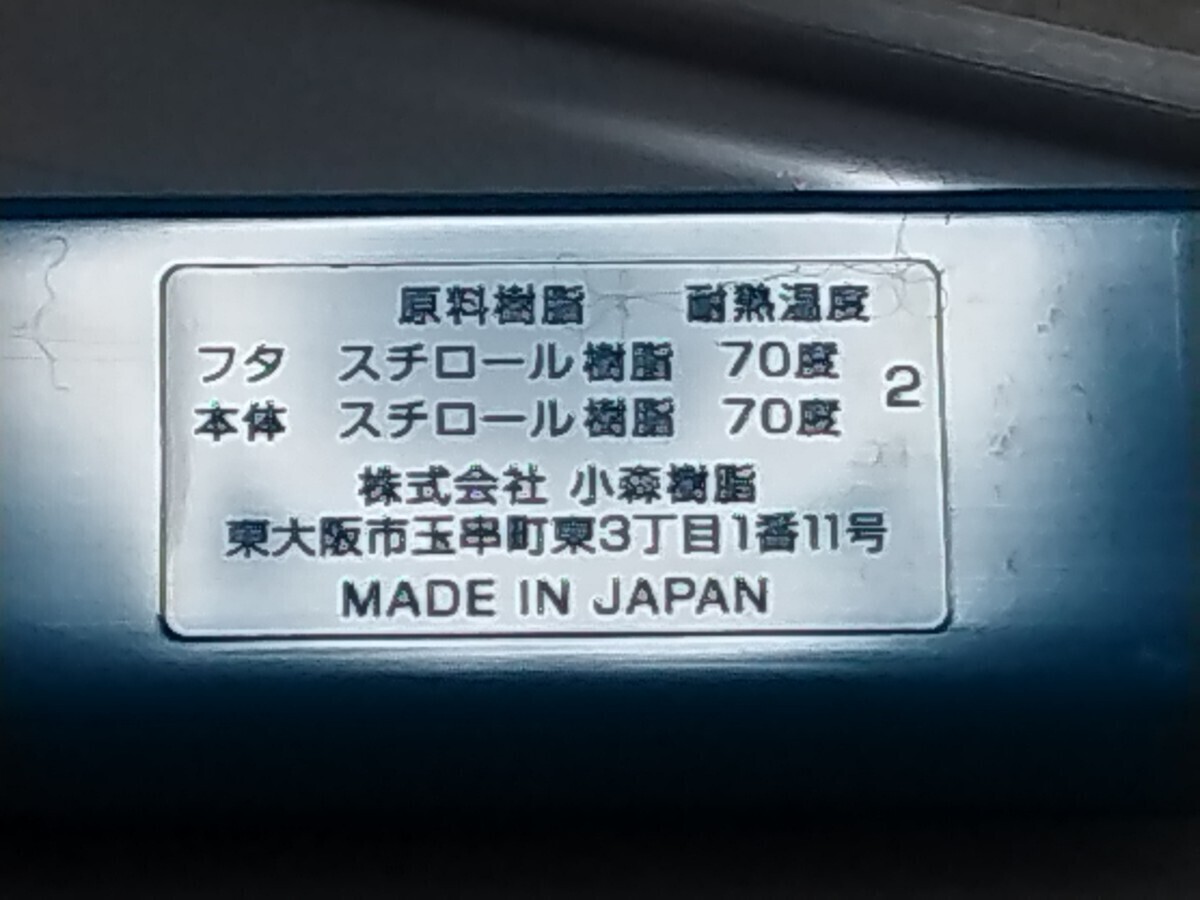 原料樹脂 耐熱温度
フタ スチロール樹脂 70度
本体 スチロール樹脂 70度
2
株式会社 小森樹脂
東大阪市玉串町東3丁目1番11号
MADE IN JAPAN